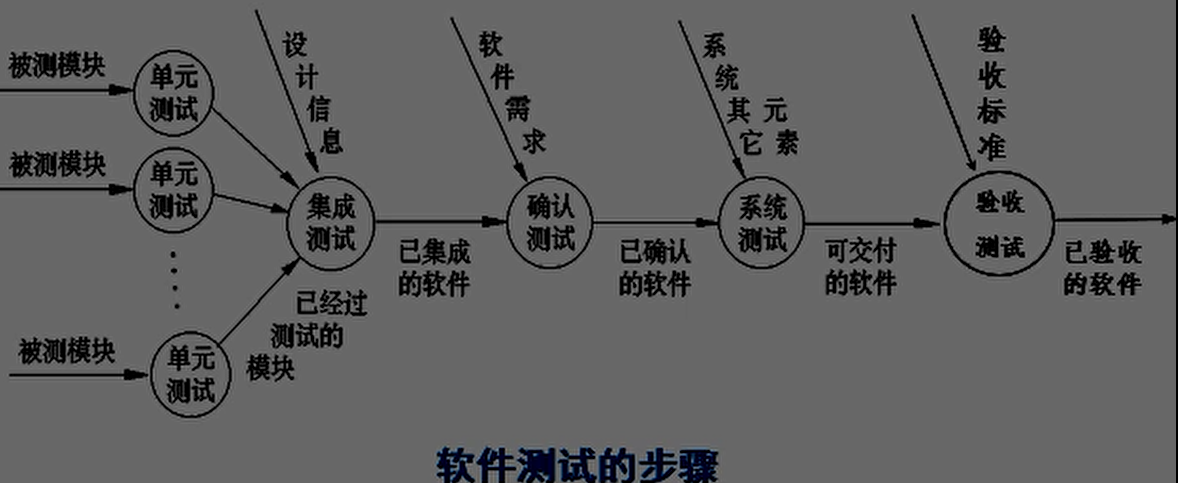 被测模块
单元
测试
被测模块
单元
测试
被测模块
单元
测试
已经过
测试的
模块
设计信息
集成
测试
已集成
的软件
软件需求
确认
测试
已确认
的软件
系统其它元素
系统
测试
可交付
的软件
验收标准
验收
测试
已验收
的软件
软件测试的步骤